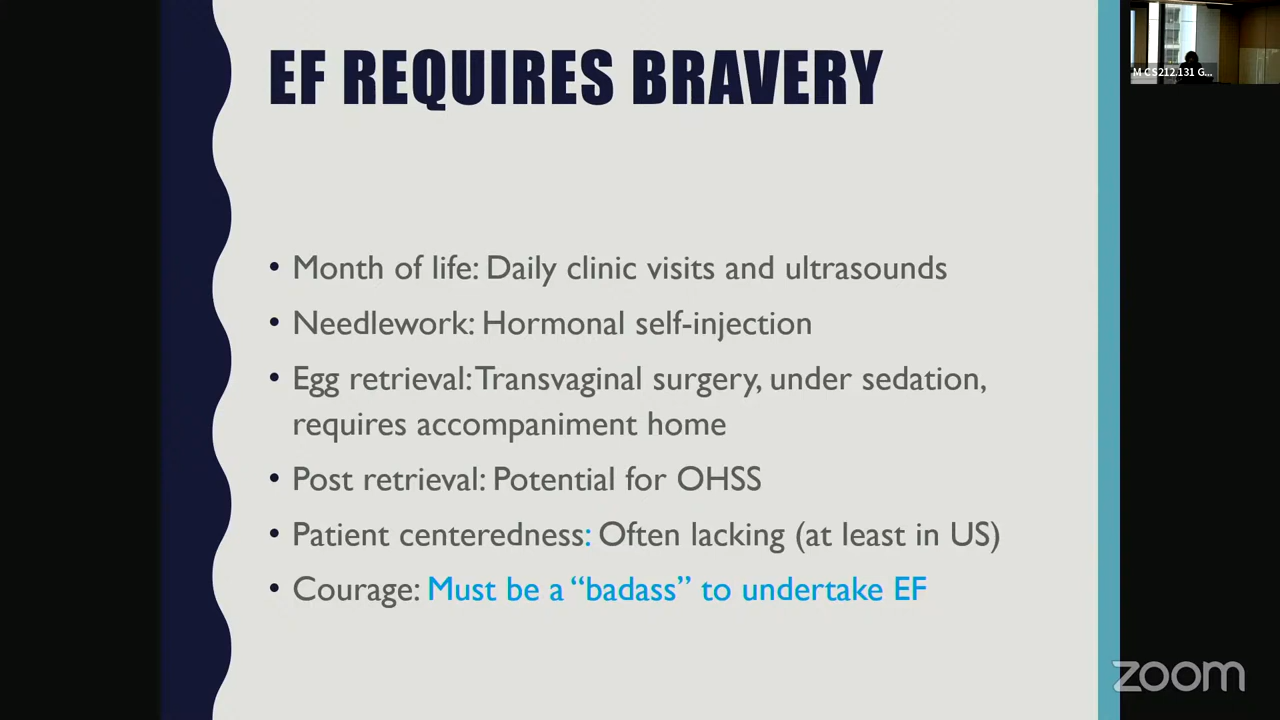 EF REQUIRES BRAVERY
• Month of life: Daily clinic visits and ultrasounds
• Needlework: Hormonal self-injection
• Egg retrieval: Transvaginal surgery, under sedation,
requires accompaniment home
• Post retrieval: Potential for OHSS
• Patient centeredness: Often lacking (at least in US)
• Courage: Must be a “badass” to undertake EF
M CS212.131 G...
zoom